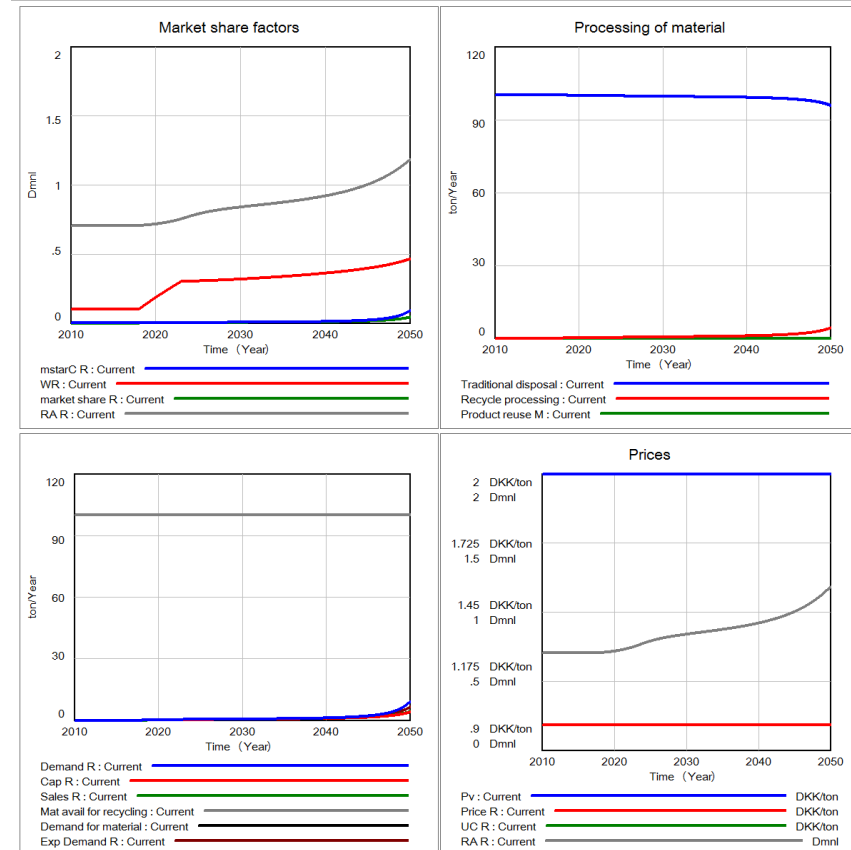 Market share factors
2
1.5
1
.5
0
Dmnl
2010 2020 2030 2040 2050
Time (Year)
mstarC R : Current
WR : Current
market share R : Current
RA R : Current
Processing of material
120
90
60
30
0
ton/Year
2010 2020 2030 2040 2050
Time (Year)
Traditional disposal : Current
Recycle processing : Current
Product reuse M : Current
120
90
60
30
0
ton/Year
2010 2020 2030 2040 2050
Time (Year)
Demand R : Current
Cap R : Current
Sales R : Current
Mat avail for recycling : Current
Demand for material : Current
Exp Demand R : Current
Prices
2 DKK/ton
2 Dmnl
1.725 DKK/ton
1.5 Dmnl
1.45 DKK/ton
1 Dmnl
1.175 DKK/ton
.5 Dmnl
.9 DKK/ton
0 Dmnl
2010 2020 2030 2040 2050
Time (Year)
Pv : Current DKK/ton
Price R : Current DKK/ton
UC R : Current DKK/ton
RA R : Current Dmnl